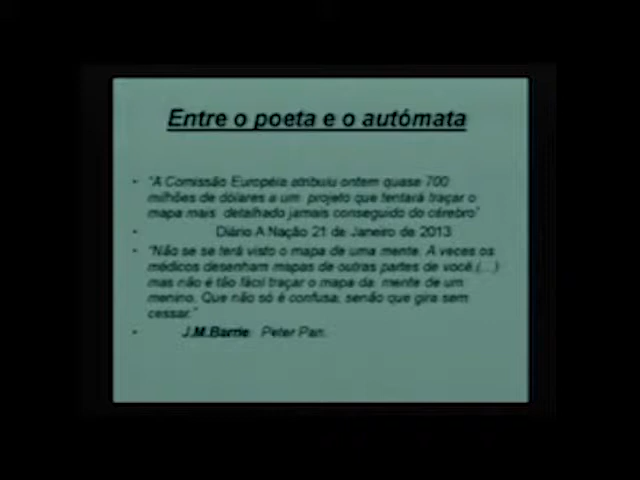 Entre o poeta e o autómata
• "A Comissão Européia atribuiu ontem quase 700
milhões de dólares a um projeto que tentará traçar o
mapa mais detalhado jamais conseguido do cérebro"
• Diário A Nação 21 de Janeiro de 2013
• "Não se se terá visto o mapa de uma mente. A veces os
médicos desenham mapas de outras partes de você,(...)
mas não é tão fácil traçar o mapa da mente de um
menino. Que não só é confusa, senão que gira sem
cessar."
• J.M.Barrie. Peter Pan.